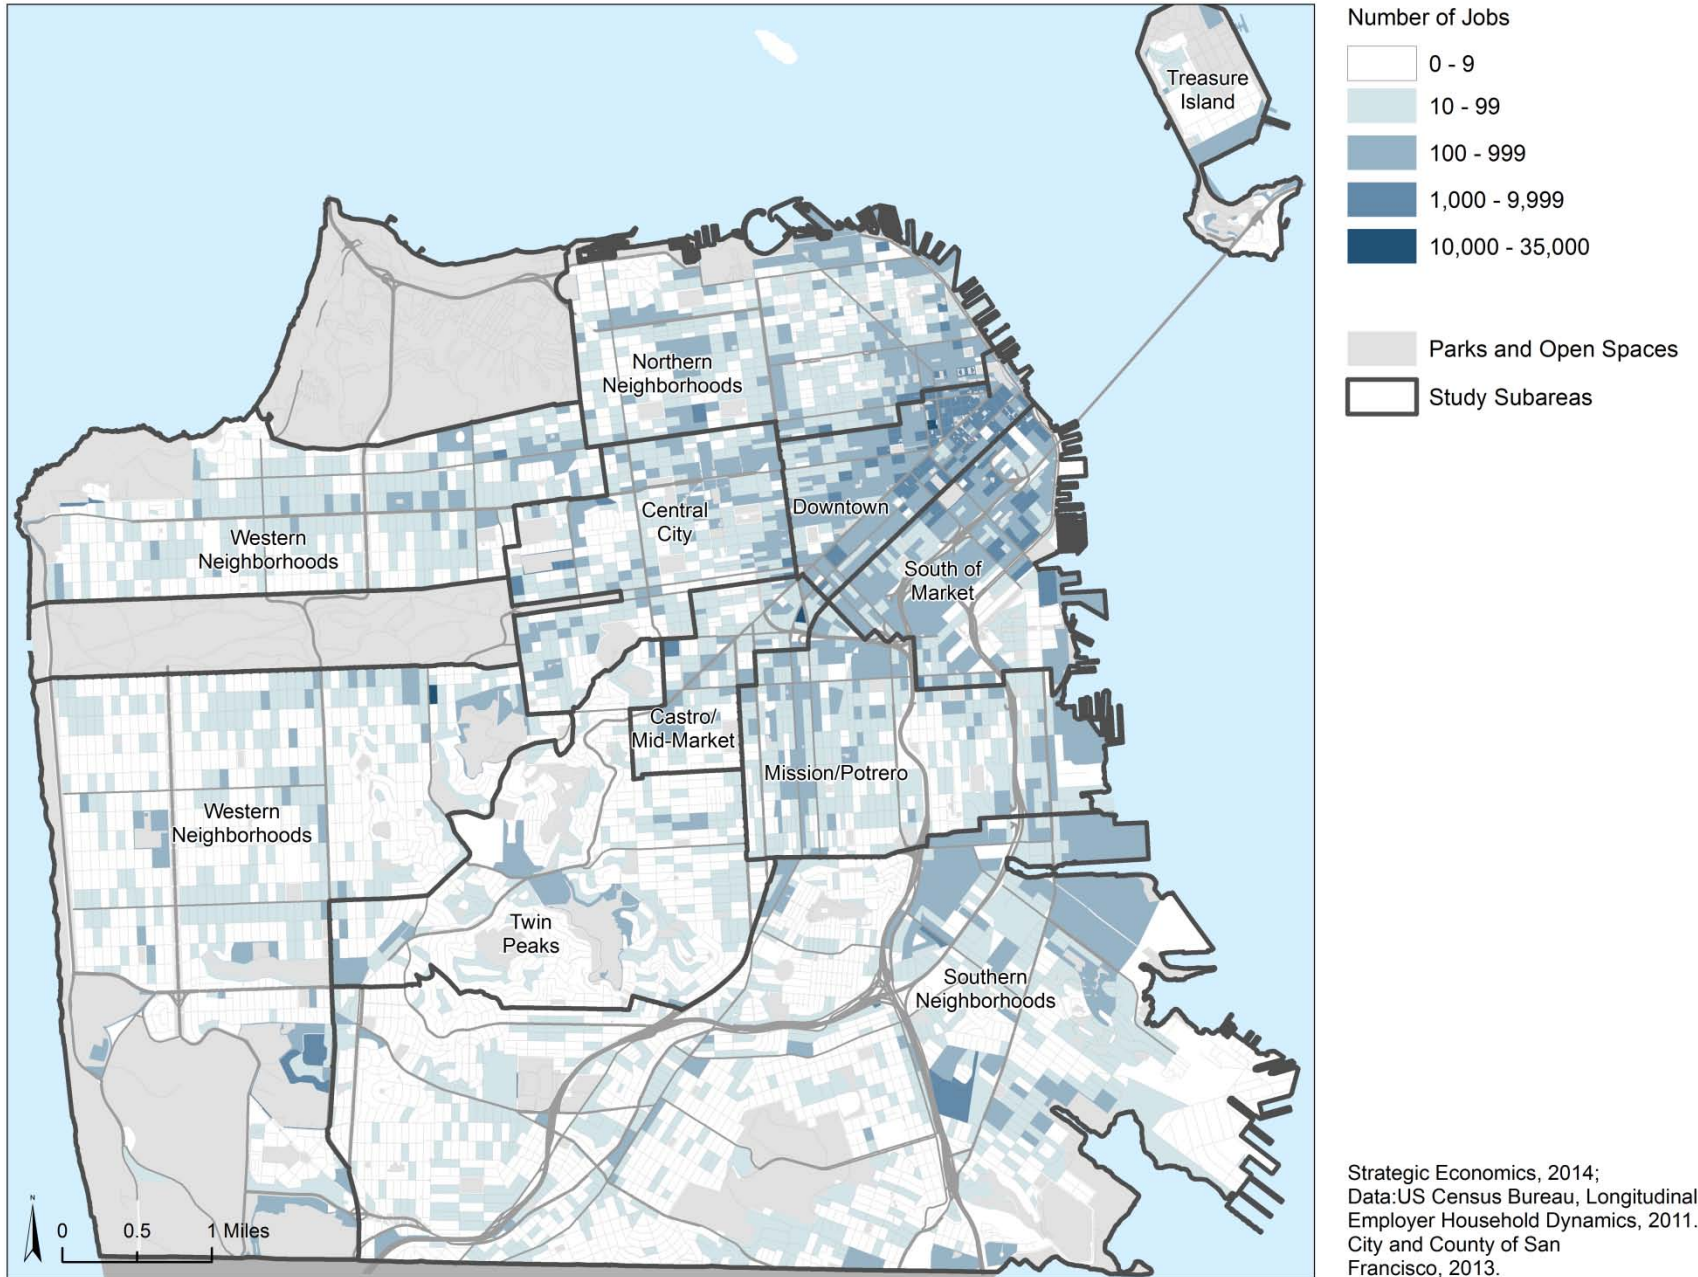 Number of Jobs
0 - 9
10 - 99
100 - 999
1,000 - 9,999
10,000 - 35,000
Parks and Open Spaces
Study Subareas
Treasure
Island
Northern
Neighborhoods
Western
Neighborhoods
Central
City
Downtown
South of
Market
Castro/
Mid-Market
Mission/Potrero
Western
Neighborhoods
Twin
Peaks
Southern
Neighborhoods
N
0 0.5 1 Miles
Strategic Economics, 2014;
Data:US Census Bureau, Longitudinal
Employer Household Dynamics, 2011.
City and County of San
Francisco, 2013.